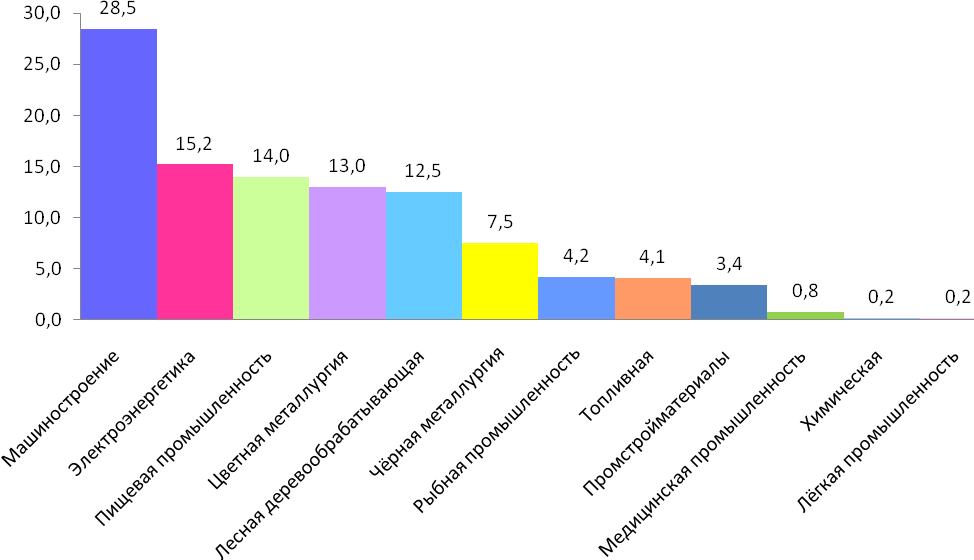 30,0
25,0
20,0
15,0
10,0
5,0
0,0
28,5
15,2
14,0
13,0
12,5
7,5
4,2
4,1
3,4
0,8
0,2
0,2
Машиностроение
Электроэнергетика
Пищевая промышленность
Цветная металлургия
Лесная деревообрабатывающая
Чёрная металлургия
Рыбная промышленность
Топливная
Промстройматериалы
Медицинская промышленность
Химическая
Лёгкая промышленность